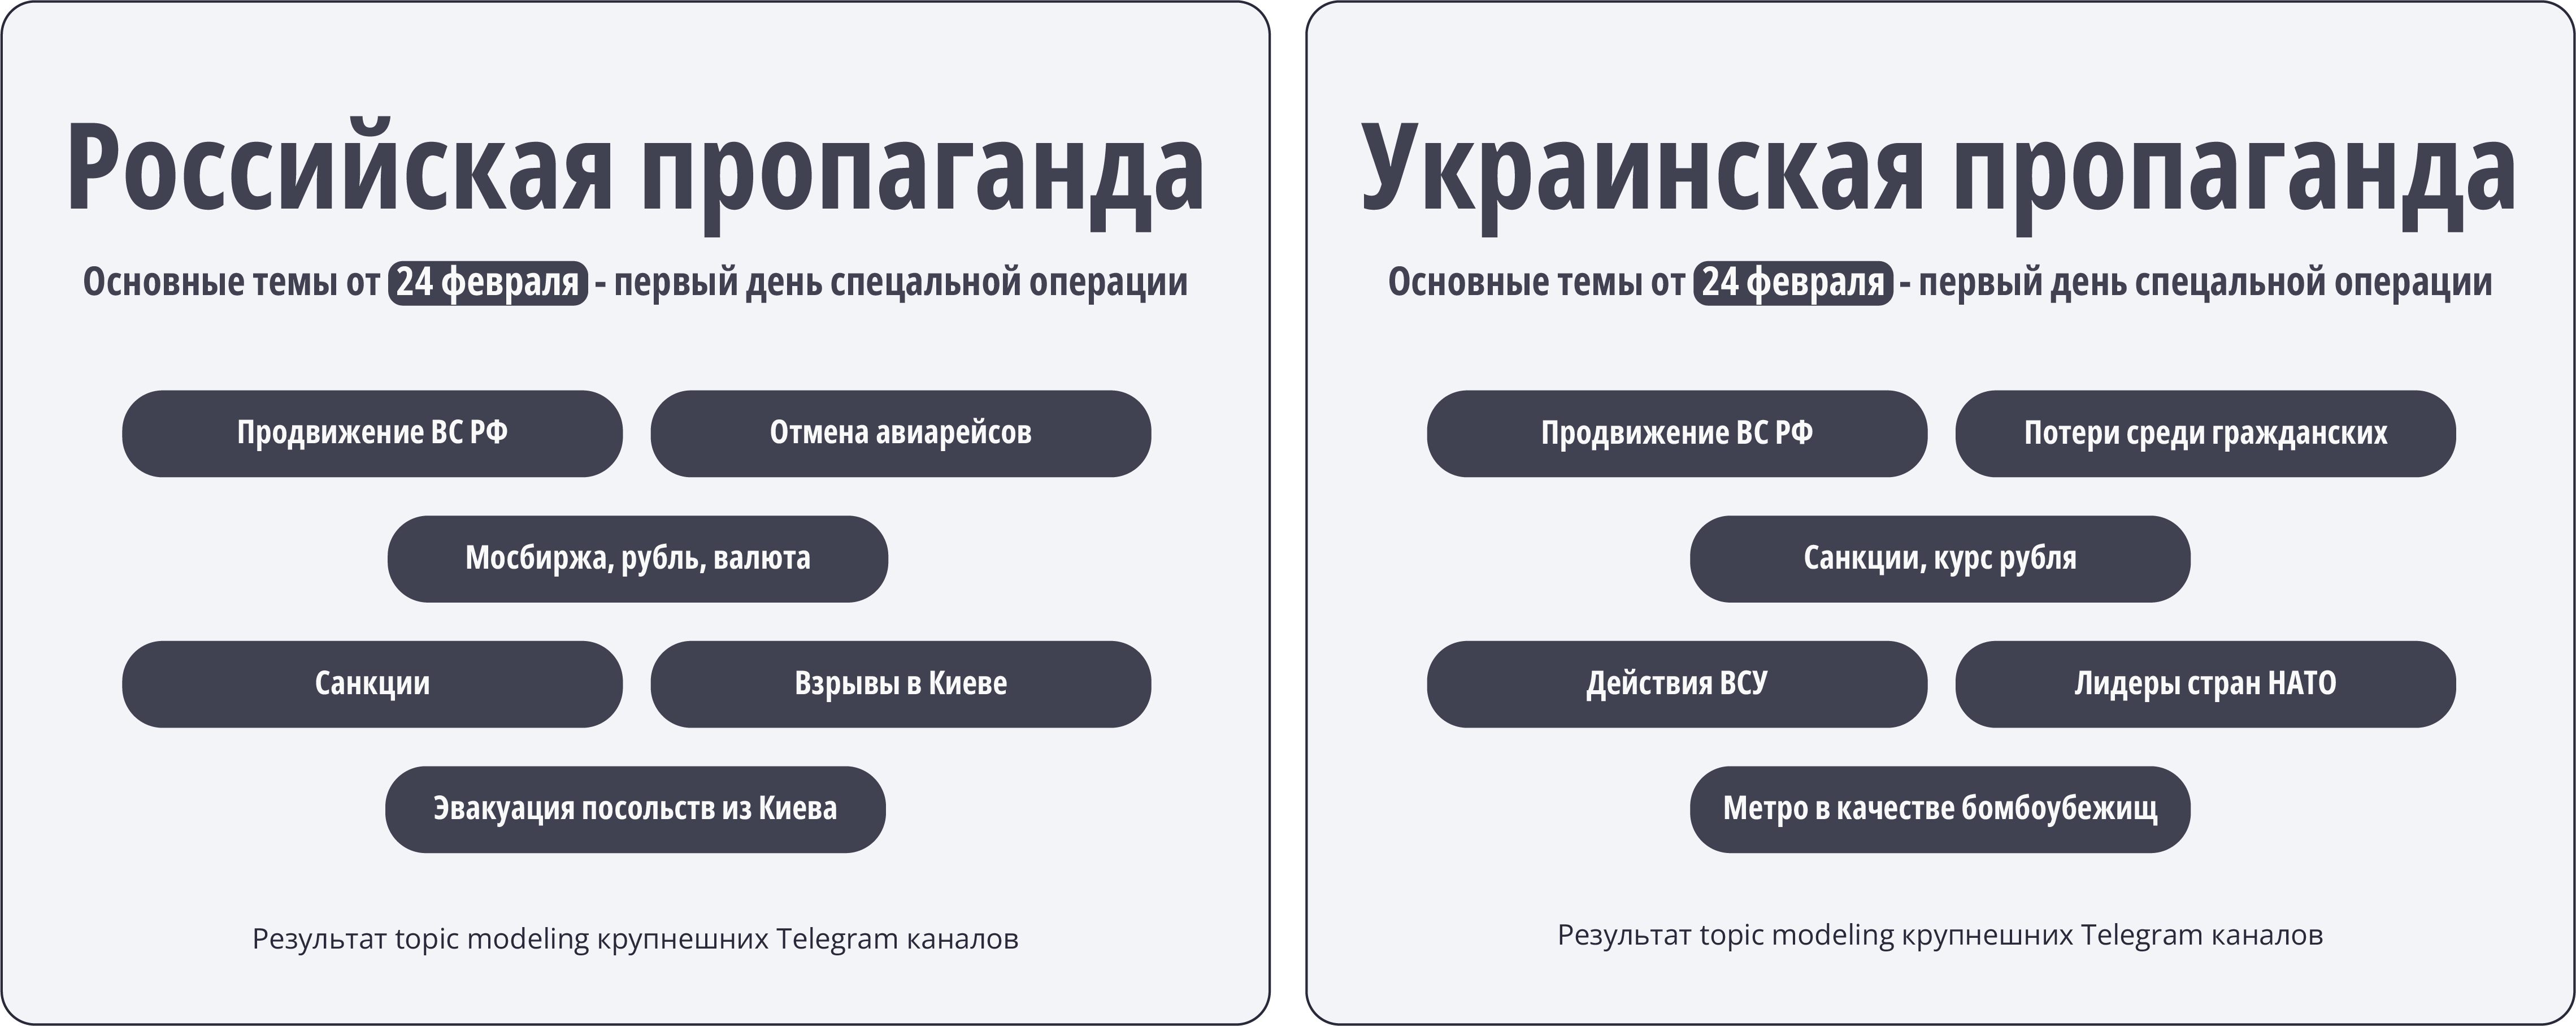 Российская пропаганда
Основные темы от 24 февраля - первый день спецальной операции
Продвижение ВС РФ
Отмена авиарейсов
Мосбиржа, рубль, валюта
Санкции
Взрывы в Киеве
Эвакуация посольств из Киева
Результат topic modeling крупнешних Telegram каналов
Украинская пропаганда
Основные темы от 24 февраля - первый день спецальной операции
Продвижение ВС РФ
Потери среди гражданских
Санкции, курс рубля
Действия ВСУ
Лидеры стран НАТО
Метро в качестве бомбоубежищ
Результат topic modeling крупнешних Telegram каналов